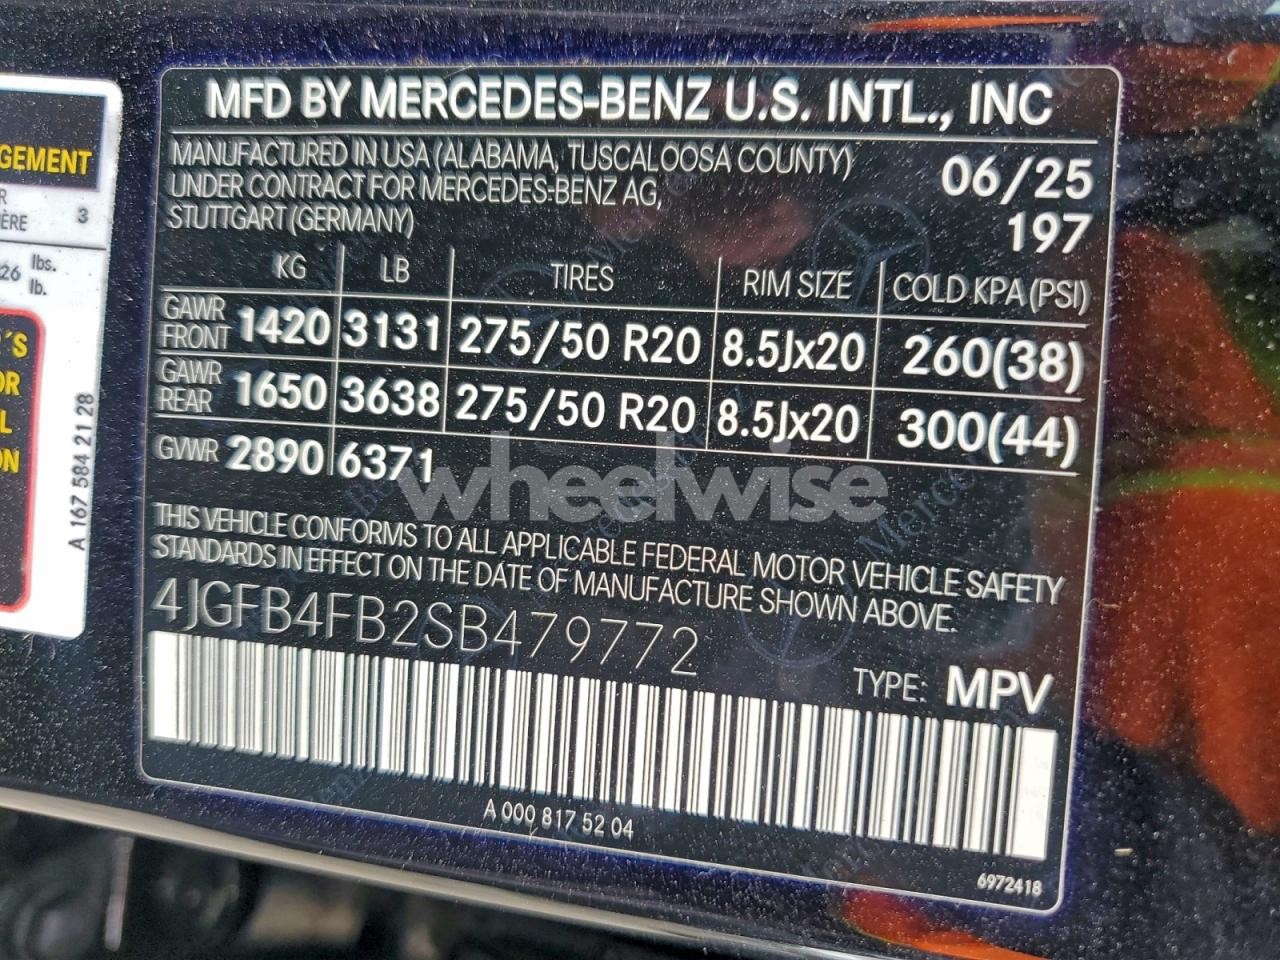 MFD BY MERCEDES-BENZ U.S. INTL., INC
MANUFACTURED IN USA (ALABAMA, TUSCALOOSA COUNTY) 06/25
UNDER CONTRACT FOR MERCEDES-BENZ AG,
STUTTGART (GERMANY) 197
KG LB TIRES RIM SIZE COLD KPA (PSI)
GAWR FRONT 1420 3131 275/50 R20 8.5Jx20 260(38)
GAWR REAR 1650 3638 275/50 R20 8.5Jx20 300(44)
GVWR 2890 6371
wheelwise
THIS VEHICLE CONFORMS TO ALL APPLICABLE FEDERAL MOTOR VEHICLE SAFETY
STANDARDS IN EFFECT ON THE DATE OF MANUFACTURE SHOWN ABOVE.
4JGFB4FB2SB479772
TYPE: MPV
A 000 817 52 04
6972418
3
26 lbs.
lb.
A 167 584 21 28